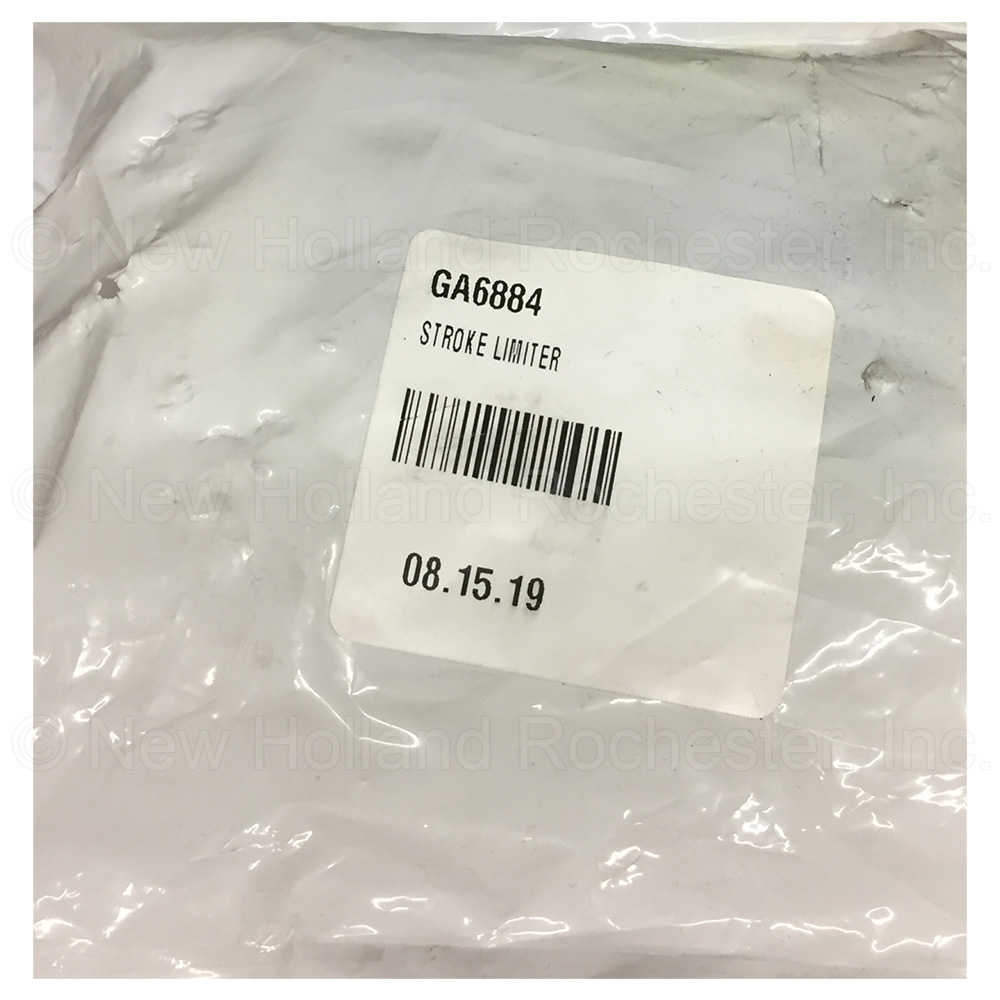 © New Holland Rochester, Inc.
GA6884
STROKE LIMITER
© New Holland Rochester, Inc.
08.15.19
© New Holland Rochester, Inc.